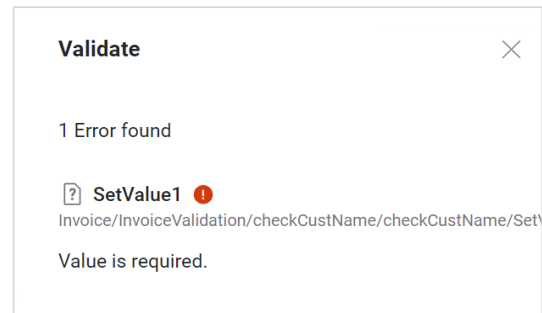 Validate
1 Error found
SetValue1
Invoice/InvoiceValidation/checkCustName/checkCustName/Set
Value is required.